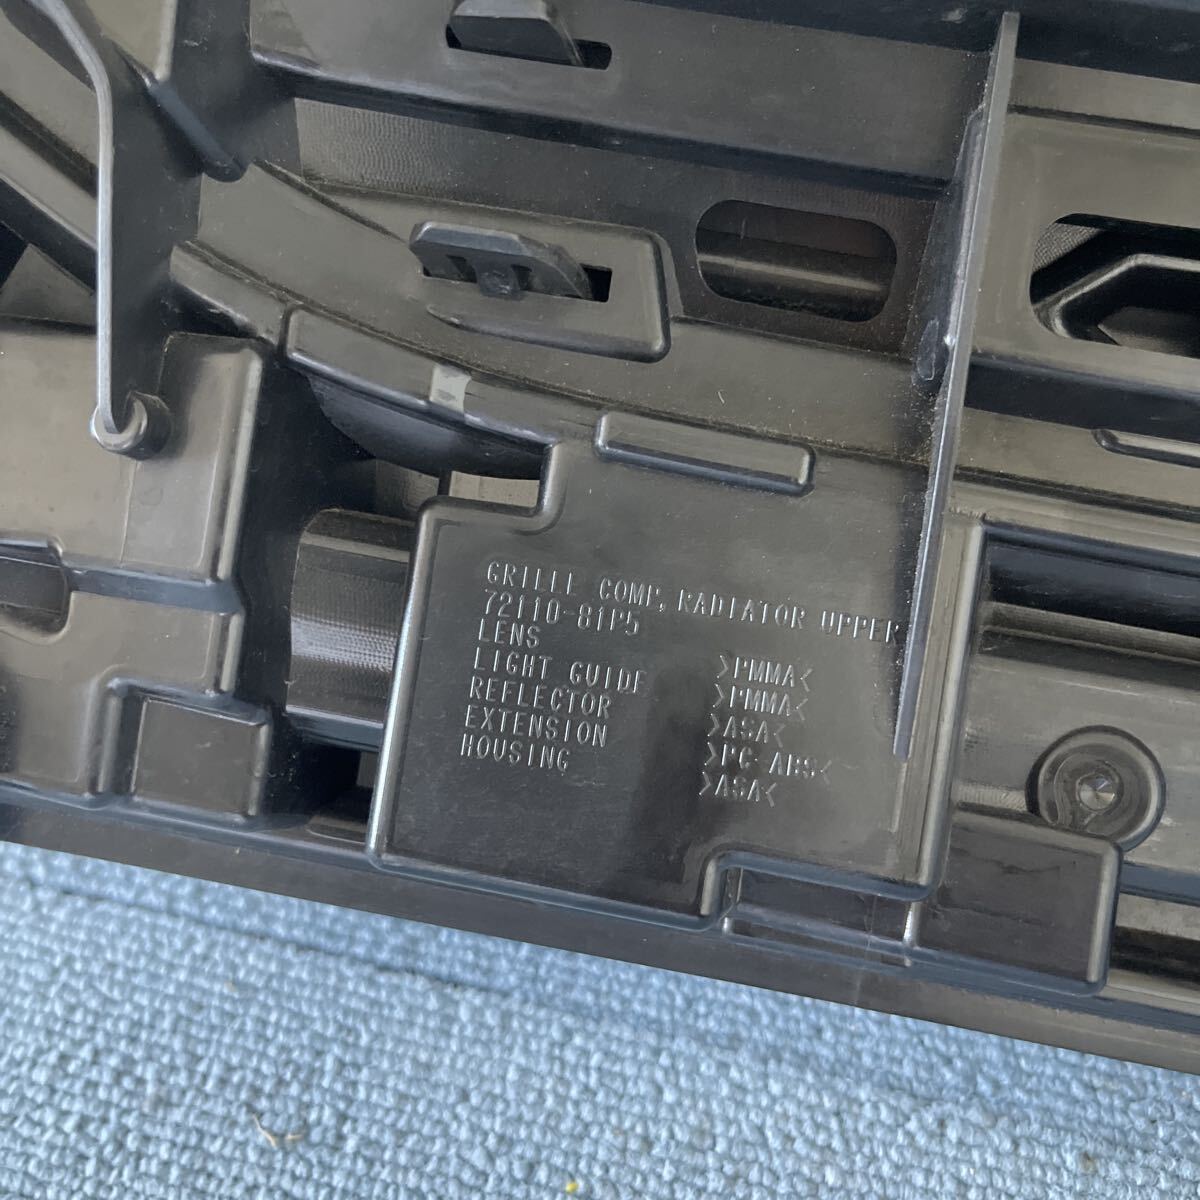 GRILLE COMP, RADIATOR UPPER
72110-81P5
LENS >PMMA<
LIGHT GUIDE >PMMA<
REFLECTOR >ASA<
EXTENSION >PC-ABS<
HOUSING >ASA<